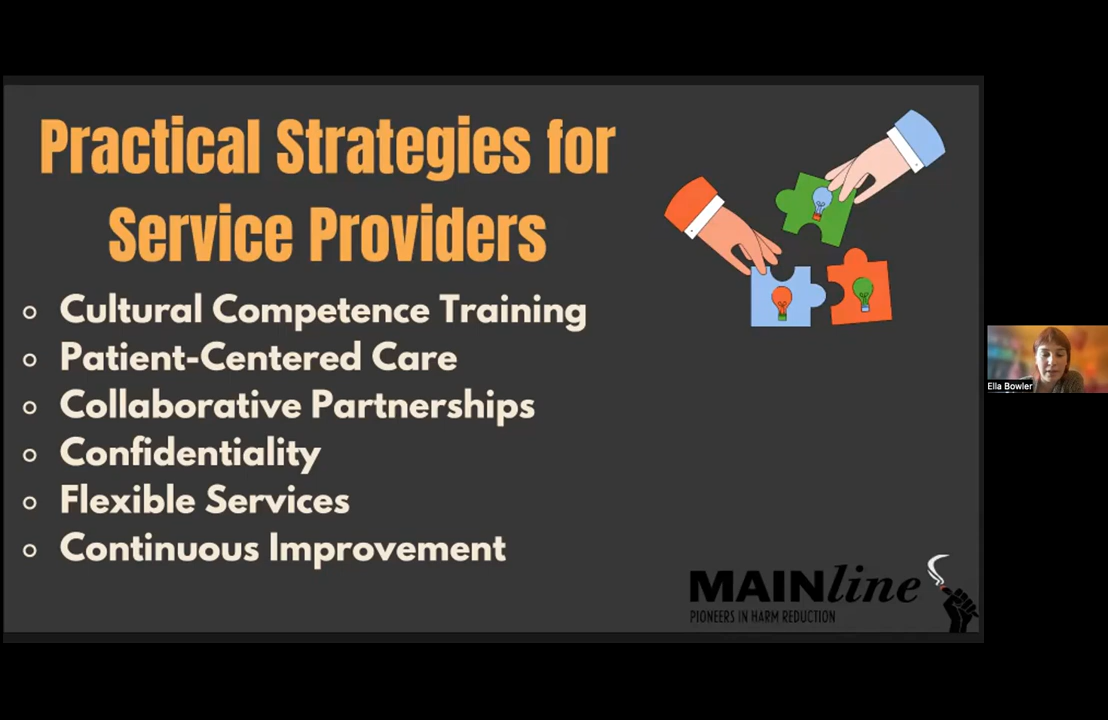 Practical Strategies for
Service Providers
Cultural Competence Training
Patient-Centered Care
Collaborative Partnerships
Confidentiality
Flexible Services
Continuous Improvement
MAINline
PIONEERS IN HARM REDUCTION
Ella Bowler